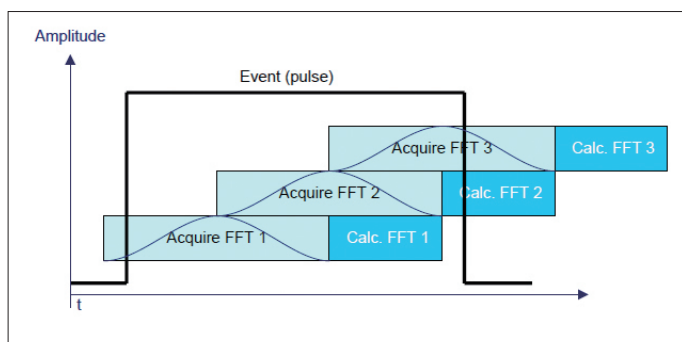 Amplitude
Event (pulse)
Acquire FFT 3
Calc. FFT 3
Acquire FFT 2
Calc. FFT 2
Acquire FFT 1
Calc. FFT 1
t